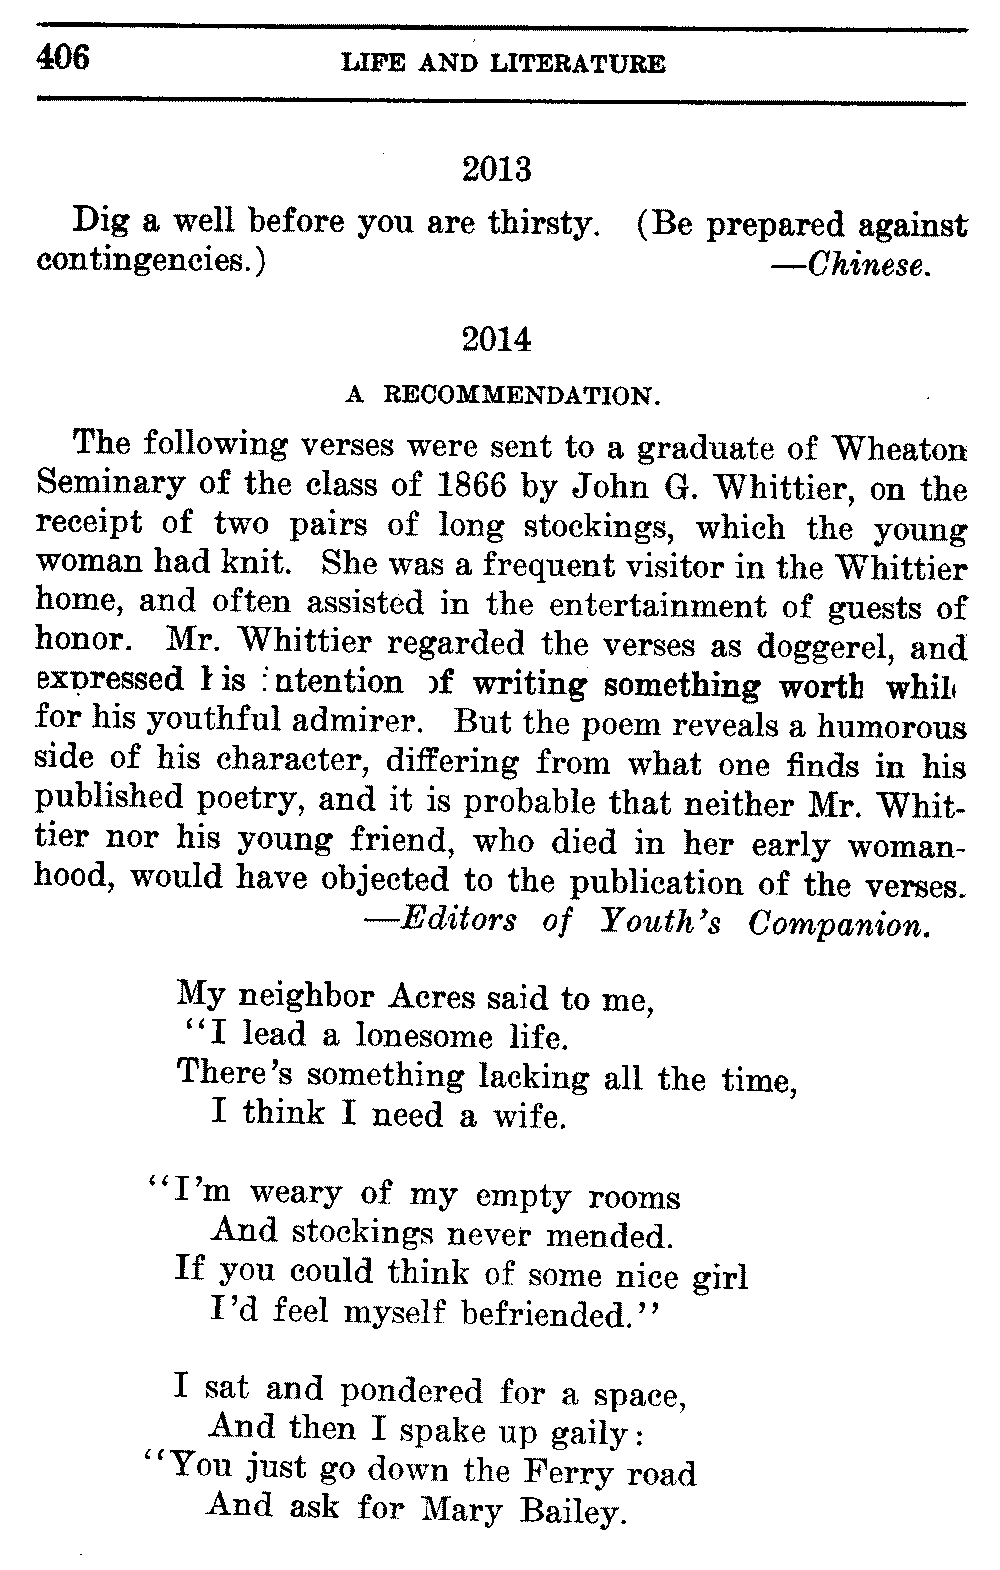 406 LIFE AND LITERATURE
2013
Dig a well before you are thirsty. (Be prepared against
contingencies.) —Chinese.
2014
A RECOMMENDATION.
The following verses were sent to a graduate of Wheaton
Seminary of the class of 1866 by John G. Whittier, on the
receipt of two pairs of long stockings, which the young
woman had knit. She was a frequent visitor in the Whittier
home, and often assisted in the entertainment of guests of
honor. Mr. Whittier regarded the verses as doggerel, and
expressed his intention of writing something worth while
for his youthful admirer. But the poem reveals a humorous
side of his character, differing from what one finds in his
published poetry, and it is probable that neither Mr. Whit-
tier nor his young friend, who died in her early woman-
hood, would have objected to the publication of the verses.
—Editors of Youth's Companion.
My neighbor Acres said to me,
"I lead a lonesome life.
There's something lacking all the time,
I think I need a wife.
"I'm weary of my empty rooms
And stockings never mended.
If you could think of some nice girl
I'd feel myself befriended."
I sat and pondered for a space,
And then I spake up gaily:
"You just go down the Ferry road
And ask for Mary Bailey.